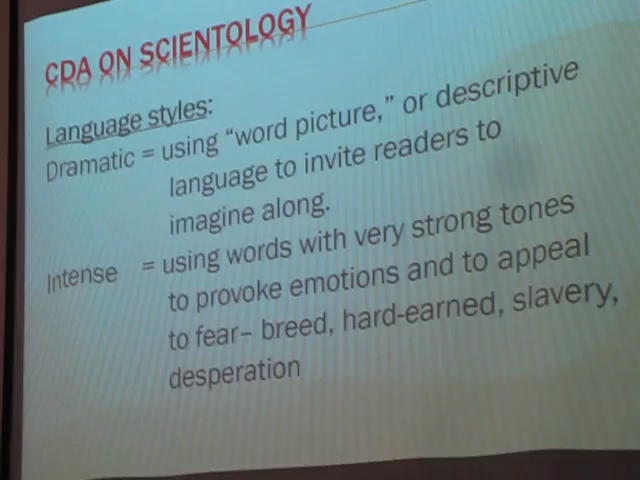 CDA ON SCIENTOLOGY
Language styles:
Dramatic = using “word picture,” or descriptive
language to invite readers to
imagine along.
Intense = using words with very strong tones
to provoke emotions and to appeal
to fear– breed, hard-earned, slavery,
desperation